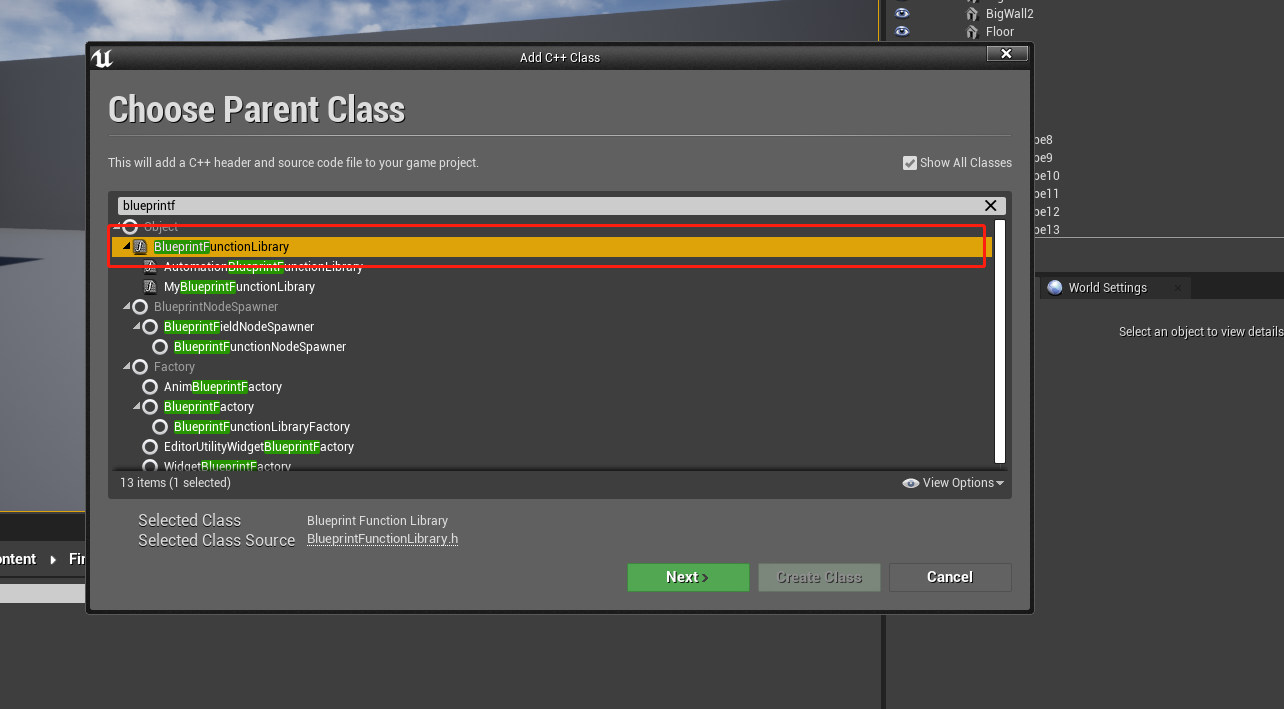 BigWall2
Floor
Add C++ Class
Choose Parent Class
This will add a C++ header and source code file to your game project.
Show All Classes
pe8
pe9
pe10
pe11
pe12
pe13
blueprintf
Object
BlueprintFunctionLibrary
AutomationBlueprintFunctionLibrary
MyBlueprintFunctionLibrary
BlueprintNodeSpawner
BlueprintFieldNodeSpawner
BlueprintFunctionNodeSpawner
Factory
AnimBlueprintFactory
BlueprintFactory
BlueprintFunctionLibraryFactory
EditorUtilityWidgetBlueprintFactory
WidgetBlueprintFactory
13 items (1 selected)
View Options
World Settings
Select an object to view details
Selected Class Blueprint Function Library
Selected Class Source BlueprintFunctionLibrary.h
Next
Create Class
Cancel
ontent
Fir